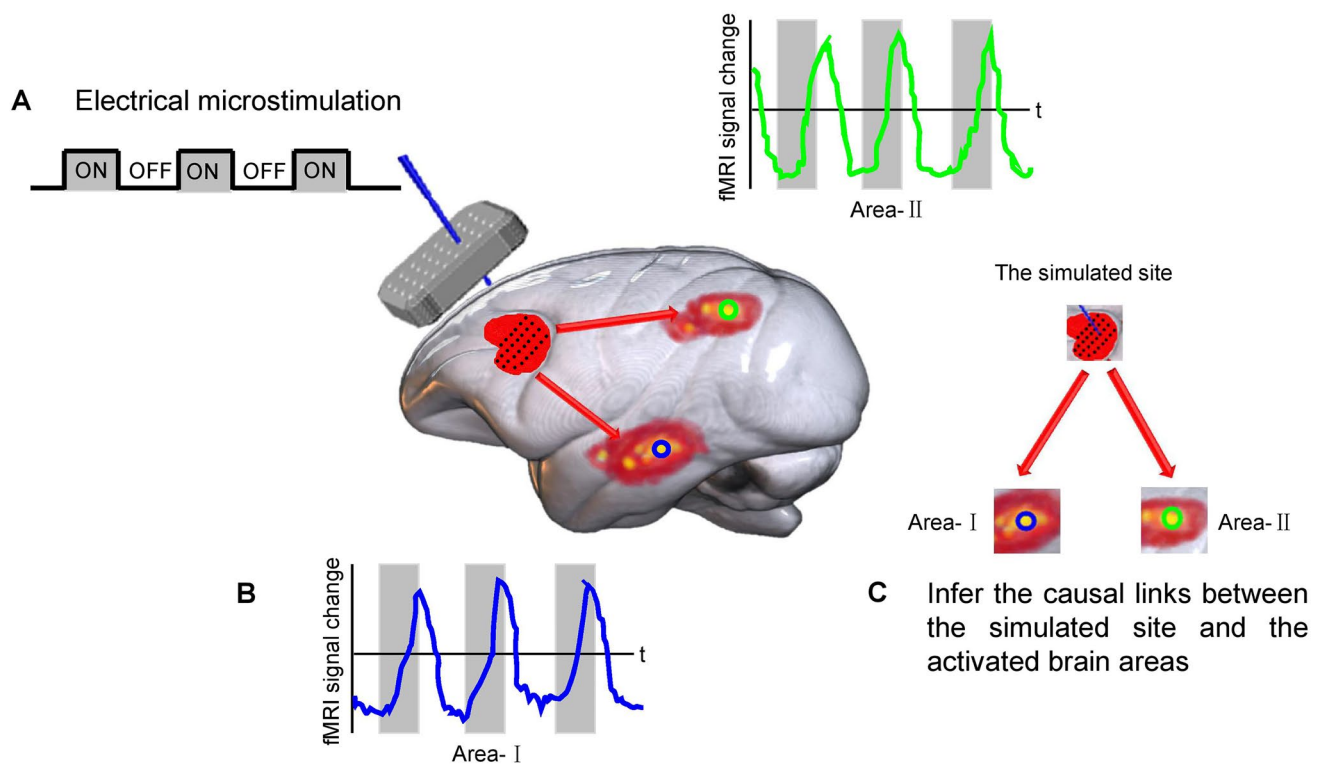 A Electrical microstimulation
ON OFF ON OFF ON
fMRI signal change
t
Area-Ⅱ
The simulated site
Area-Ⅰ
Area-Ⅱ
B
fMRI signal change
t
Area-Ⅰ
C Infer the causal links between
the simulated site and the
activated brain areas